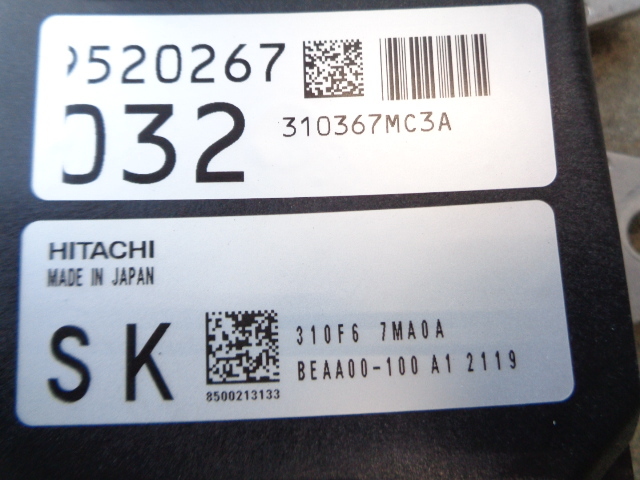 520267
032
310367MC3A
HITACHI
MADE IN JAPAN
SK
310F6 7MA0A
BEAA00-100 A1 2119
8500213133